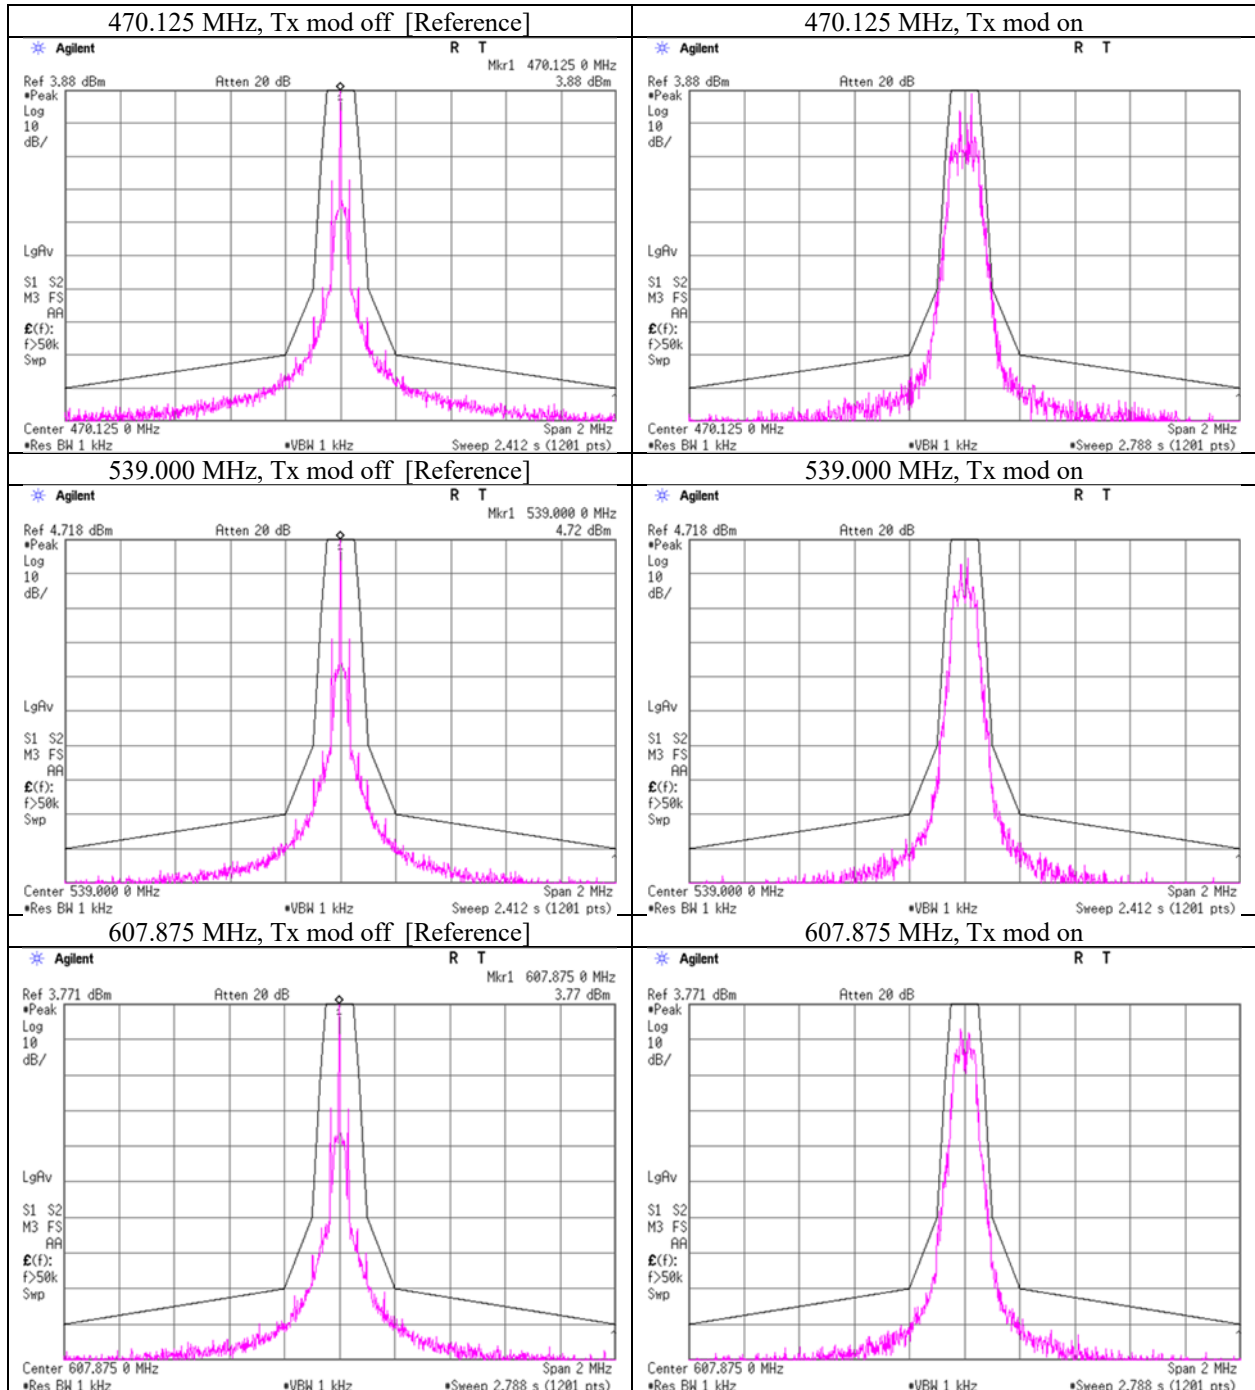 470.125 MHz, Tx mod off [Reference]
470.125 MHz, Tx mod on
Agilent R T
Mkr1 470.125 0 MHz
Ref 3.88 dBm Atten 20 dB 3.88 dBm
*Peak
Log
10
dB/
LgAv
S1 S2
M3 FS
AA
£(f):
f>50k
Swp
Center 470.125 0 MHz Span 2 MHz
*Res BW 1 kHz *VBW 1 kHz Sweep 2.412 s (1201 pts)
Agilent R T
Ref 3.88 dBm Atten 20 dB
*Peak
Log
10
dB/
LgAv
S1 S2
M3 FS
AA
£(f):
f>50k
Swp
Center 470.125 0 MHz Span 2 MHz
*Res BW 1 kHz *VBW 1 kHz *Sweep 2.788 s (1201 pts)
539.000 MHz, Tx mod off [Reference]
539.000 MHz, Tx mod on
Agilent R T
Mkr1 539.000 0 MHz
Ref 4.718 dBm Atten 20 dB 4.72 dBm
*Peak
Log
10
dB/
LgAv
S1 S2
M3 FS
AA
£(f):
f>50k
Swp
Center 539.000 0 MHz Span 2 MHz
*Res BW 1 kHz *VBW 1 kHz Sweep 2.412 s (1201 pts)
Agilent R T
Ref 4.718 dBm Atten 20 dB
*Peak
Log
10
dB/
LgAv
S1 S2
M3 FS
AA
£(f):
f>50k
Swp
Center 539.000 0 MHz Span 2 MHz
*Res BW 1 kHz *VBW 1 kHz Sweep 2.412 s (1201 pts)
607.875 MHz, Tx mod off [Reference]
607.875 MHz, Tx mod on
Agilent R T
Mkr1 607.875 0 MHz
Ref 3.771 dBm Atten 20 dB 3.77 dBm
*Peak
Log
10
dB/
LgAv
S1 S2
M3 FS
AA
£(f):
f>50k
Swp
Center 607.875 0 MHz Span 2 MHz
*Res BW 1 kHz *VBW 1 kHz *Sweep 2.788 s (1201 pts)
Agilent R T
Ref 3.771 dBm Atten 20 dB
*Peak
Log
10
dB/
LgAv
S1 S2
M3 FS
AA
£(f):
f>50k
Swp
Center 607.875 0 MHz Span 2 MHz
*Res BW 1 kHz *VBW 1 kHz *Sweep 2.788 s (1201 pts)